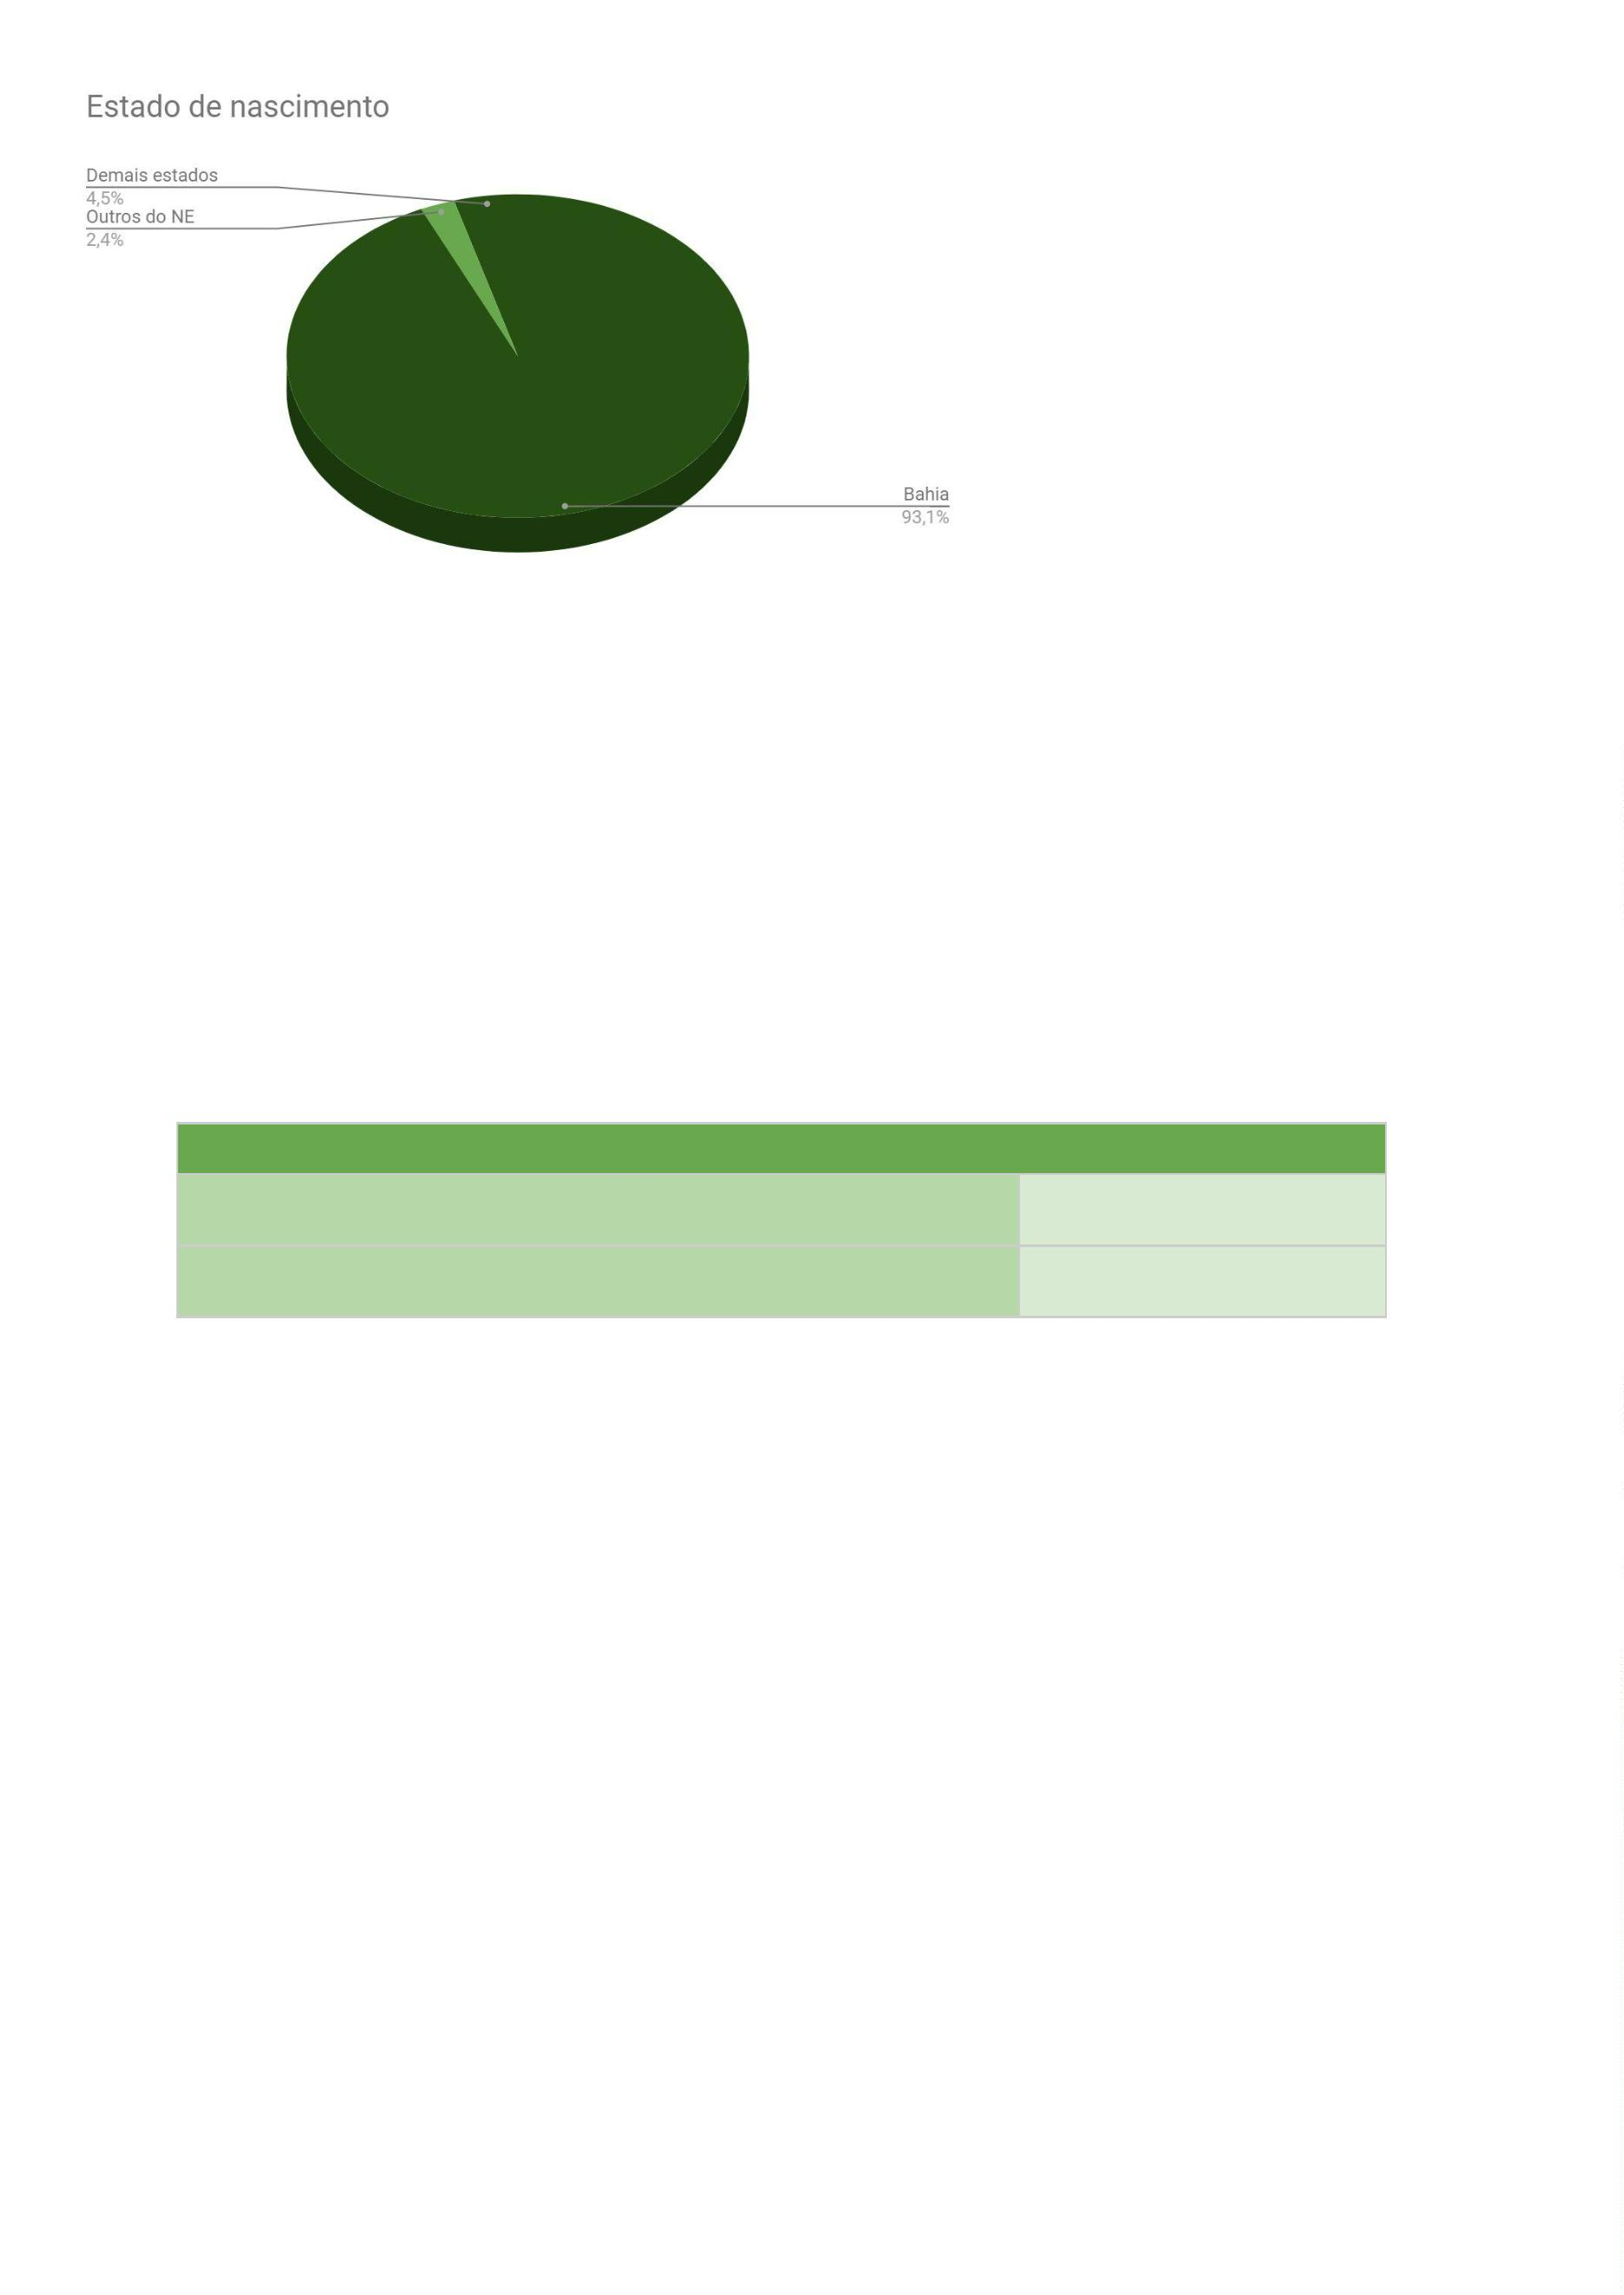 Estado de nascimento
Demais estados
4,5%
Outros do NE
2,4%
Bahia
93,1%